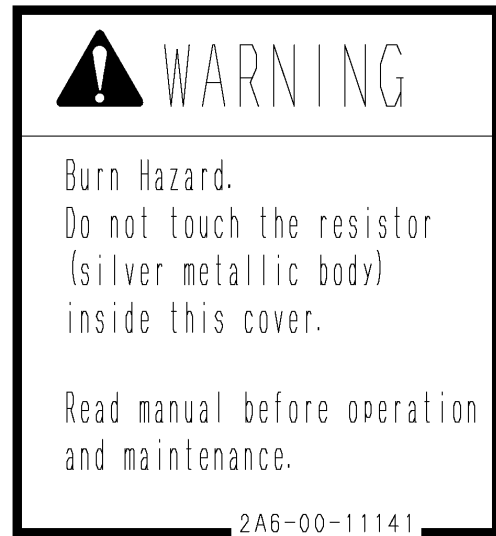 WARNING
Burn Hazard.
Do not touch the resistor
(silver metallic body)
inside this cover.
Read manual before operation
and maintenance.
2A6-00-11141